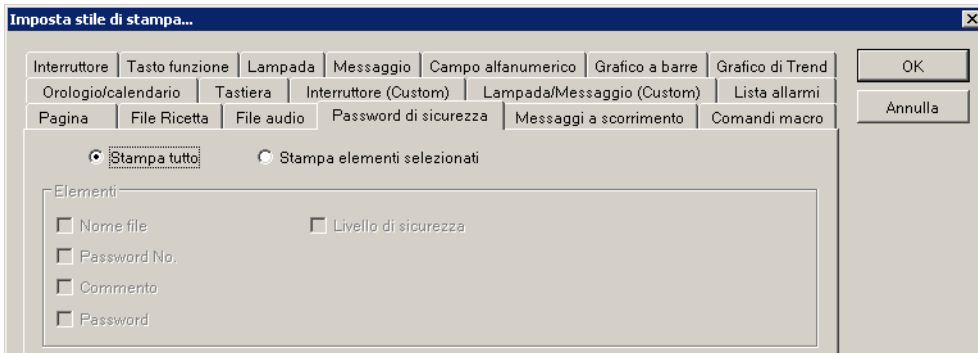 Imposta stile di stampa...
Interruttore Tasto funzione Lampada Messaggio Campo alfanumerico Grafico a barre Grafico di Trend OK
Orologio/calendario Tastiera Interruttore (Custom) Lampada/Messaggio (Custom) Lista allarmi
Annulla
Pagina File Ricetta File audio Password di sicurezza Messaggi a scorrimento Comandi macro
Stampa tutto Stampa elementi selezionati
Elementi
Nome file Livello di sicurezza
Password No.
Commento
Password